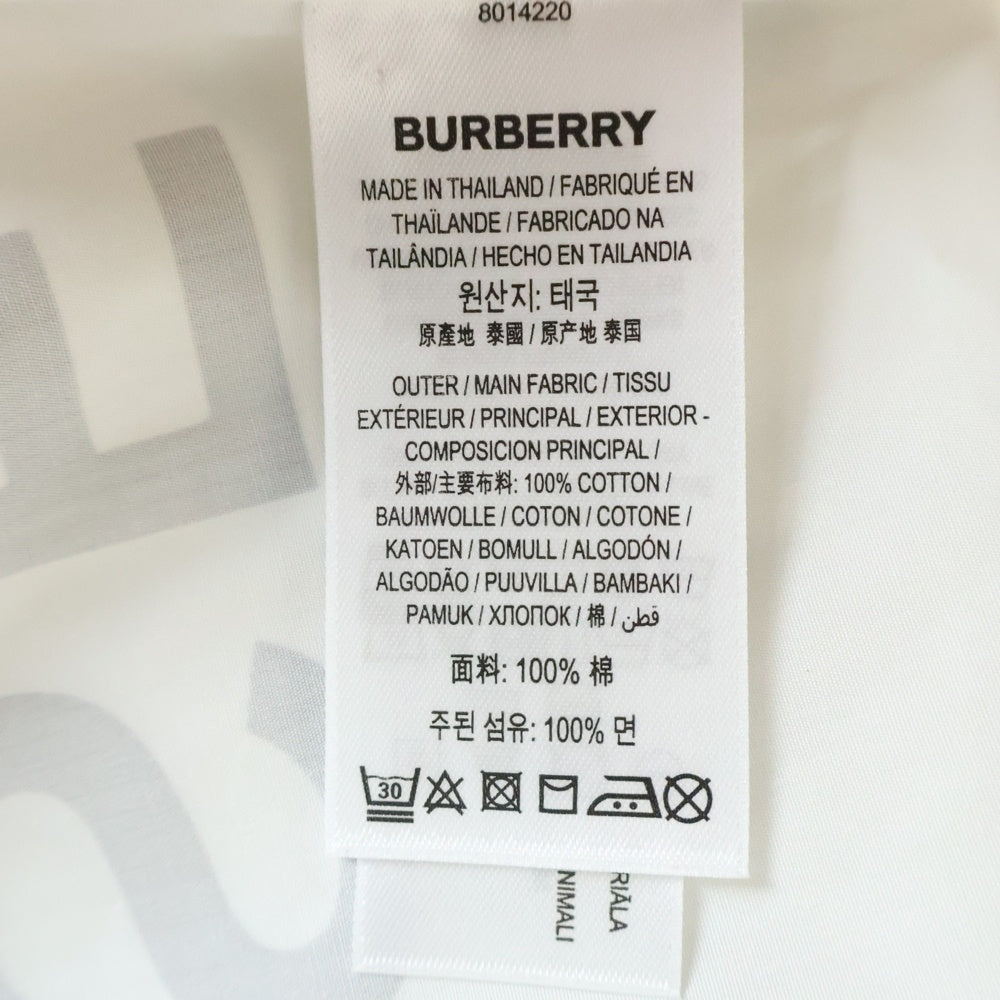 8014220
BURBERRY
MADE IN THAILAND / FABRIQUÉ EN
THAÏLANDE / FABRICADO NA
TAILÂNDIA / HECHO EN TAILANDIA
원산지: 태국
原產地 泰國 / 原产地 泰国
OUTER / MAIN FABRIC / TISSU
EXTÉRIEUR / PRINCIPAL / EXTERIOR -
COMPOSICION PRINCIPAL /
外部/主要布料: 100% COTTON /
BAUMWOLLE / COTON / COTONE /
KATOEN / BOMULL / ALGODÓN /
ALGODÃO / PUUVILLA / BAMBAKI /
PAMUK / ХЛОПОК / 棉 / قطن
面料: 100% 棉
주된 섬유: 100% 면
30